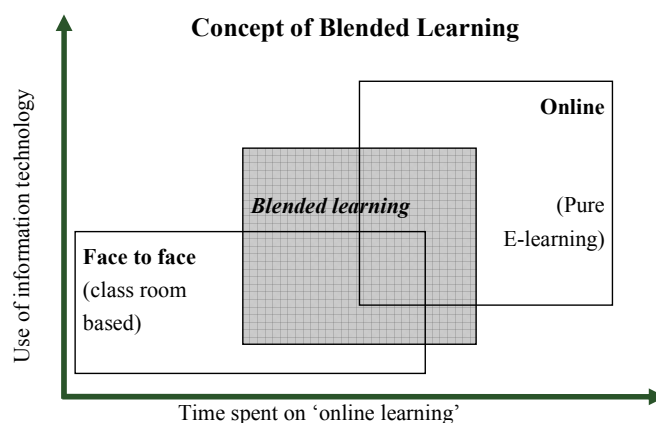 Concept of Blended Learning
Use of information technology
Online
(Pure
E-learning)
Blended learning
Face to face
(class room
based)
Time spent on ‘online learning’